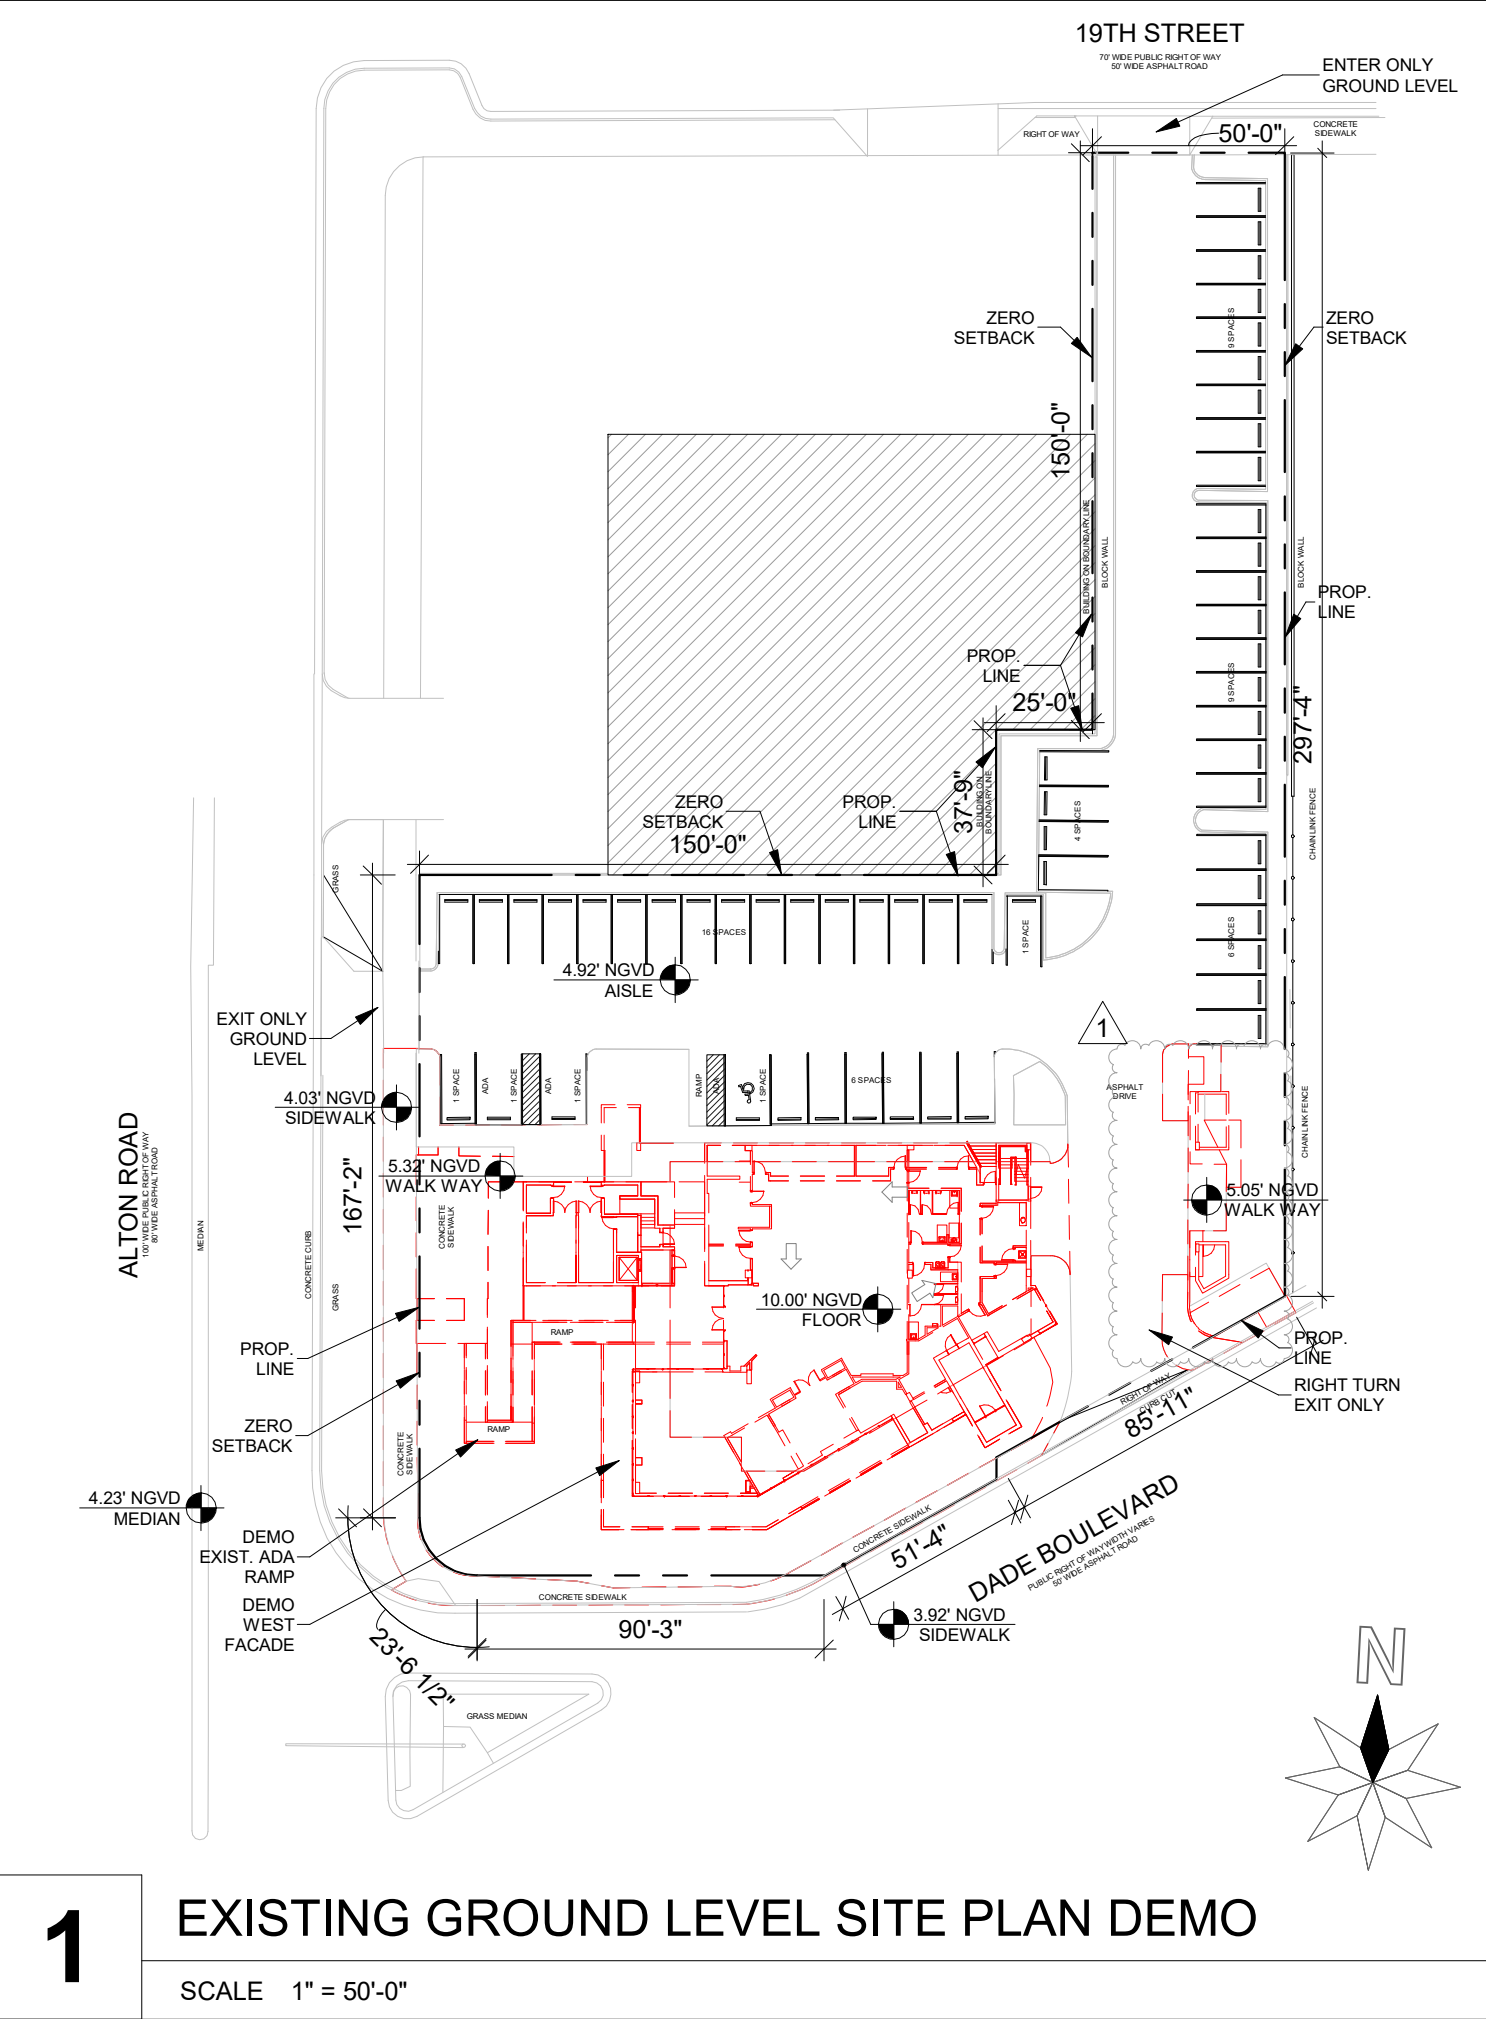 19TH STREET
70' WIDE PUBLIC RIGHT OF WAY
50' WIDE ASPHALT ROAD
ENTER ONLY
GROUND LEVEL
RIGHT OF WAY
50'-0"
CONCRETE
SIDEWALK
ZERO
SETBACK
9 SPACES
ZERO
SETBACK
150'-0"
BUILDING ON BOUNDARY LINE
BLOCK WALL
BLOCK WALL
PROP.
LINE
PROP.
LINE
9 SPACES
25'-0"
297'-4"
ZERO
SETBACK
150'-0"
PROP.
LINE
37'-9"
BUILDING ON
BOUNDARY LINE
4 SPACES
CHAIN LINK FENCE
GRASS
16 SPACES
1 SPACE
6 SPACES
4.92' NGVD
AISLE
EXIT ONLY
GROUND
LEVEL
1
4.03' NGVD
SIDEWALK
1 SPACE
ADA
1 SPACE
ADA
1 SPACE
RAMP
ADA
1 SPACE
6 SPACES
ASPHALT
DRIVE
CHAIN LINK FENCE
ALTON ROAD
100' WIDE PUBLIC RIGHT OF WAY
80' WIDE ASPHALT ROAD
MEDIAN
167'-2"
5.32' NGVD
WALK WAY
5.05' NGVD
WALK WAY
CONCRETE
SIDEWALK
CONCRETE CURB
GRASS
10.00' NGVD
FLOOR
RAMP
PROP.
LINE
PROP.
LINE
RIGHT TURN
EXIT ONLY
RIGHT OF WAY
CURB CUT
85'-11"
ZERO
SETBACK
RAMP
CONCRETE
SIDEWALK
4.23' NGVD
MEDIAN
DEMO
EXIST. ADA
RAMP
DEMO
WEST
FACADE
CONCRETE SIDEWALK
51'-4"
DADE BOULEVARD
PUBLIC RIGHT OF WAY WIDTH VARIES
50' WIDE ASPHALT ROAD
CONCRETE SIDEWALK
3.92' NGVD
SIDEWALK
90'-3"
23'-6 1/2"
GRASS MEDIAN
N
1
EXISTING GROUND LEVEL SITE PLAN DEMO
SCALE 1" = 50'-0"